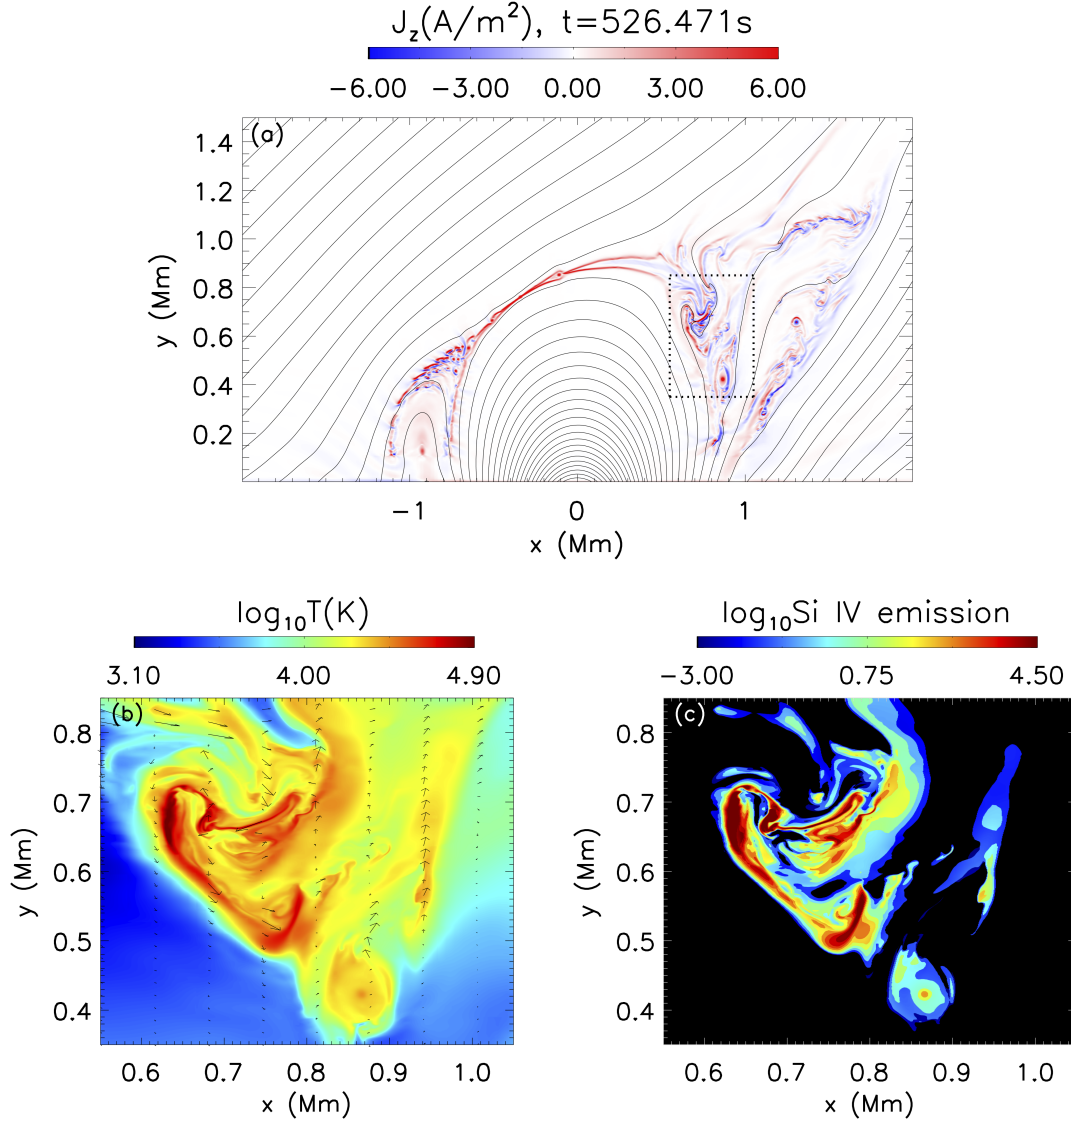 J_z(A/m²), t=526.471s
−6.00 −3.00 0.00 3.00 6.00
(a)
1.4
1.2
1.0
0.8
0.6
0.4
0.2
y (Mm)
−1 0 1
x (Mm)
log₁₀T(K)
3.10 4.00 4.90
(b)
0.8
0.7
0.6
0.5
0.4
y (Mm)
0.6 0.7 0.8 0.9 1.0
x (Mm)
log₁₀Si IV emission
−3.00 0.75 4.50
(c)
0.8
0.7
0.6
0.5
0.4
y (Mm)
0.6 0.7 0.8 0.9 1.0
x (Mm)